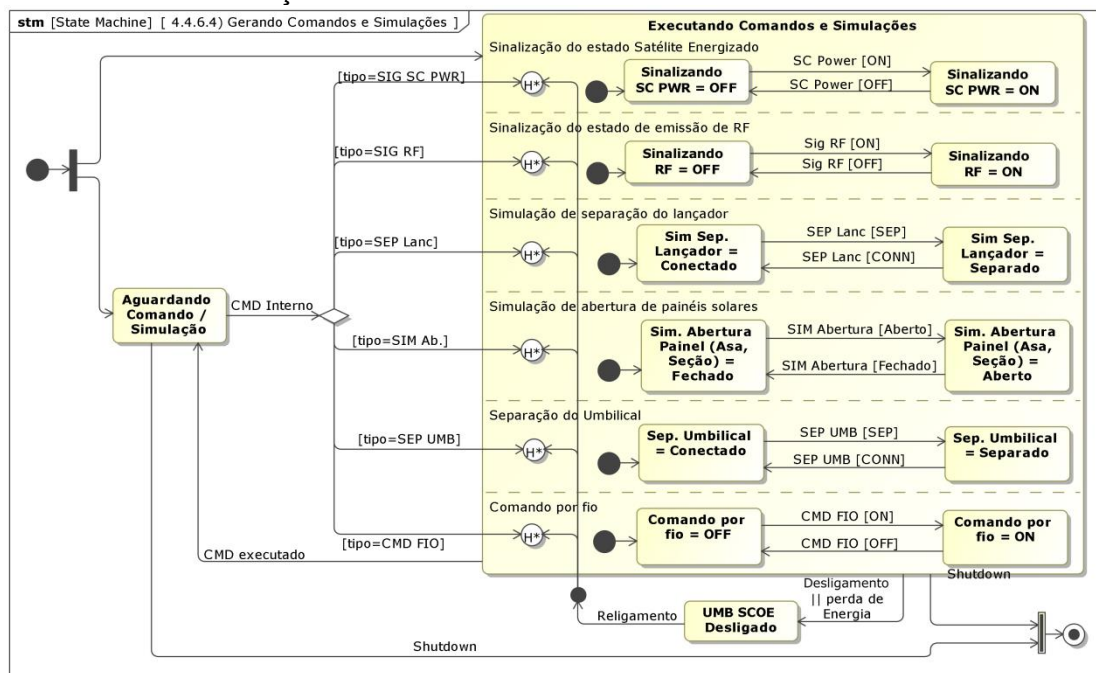 stm [State Machine] [ 4.4.6.4) Gerando Comandos e Simulações ]
Executando Comandos e Simulações
Sinalização do estado Satélite Energizado
[tipo=SIG SC PWR]
H*
Sinalizando
SC PWR = OFF
SC Power [ON]
SC Power [OFF]
Sinalizando
SC PWR = ON
Sinalização do estado de emissão de RF
[tipo=SIG RF]
H*
Sinalizando
RF = OFF
Sig RF [ON]
Sig RF [OFF]
Sinalizando
RF = ON
Simulação de separação do lançador
[tipo=SEP Lanc]
H*
Sim Sep.
Lançador =
Conectado
SEP Lanc [SEP]
SEP Lanc [CONN]
Sim Sep.
Lançador =
Separado
Aguardando
Comando /
Simulação
CMD Interno
Simulação de abertura de painéis solares
[tipo=SIM Ab.]
H*
Sim. Abertura
Painel (Asa,
Seção) =
Fechado
SIM Abertura [Aberto]
SIM Abertura [Fechado]
Sim. Abertura
Painel (Asa,
Seção) =
Aberto
Separação do Umbilical
[tipo=SEP UMB]
H*
Sep. Umbilical
= Conectado
SEP UMB [SEP]
SEP UMB [CONN]
Sep. Umbilical
= Separado
Comando por fio
[tipo=CMD FIO]
H*
Comando por
fio = OFF
CMD FIO [ON]
CMD FIO [OFF]
Comando por
fio = ON
CMD executado
Shutdown
Desligamento
|| perda de
Energia
Religamento
UMB SCOE
Desligado
Shutdown